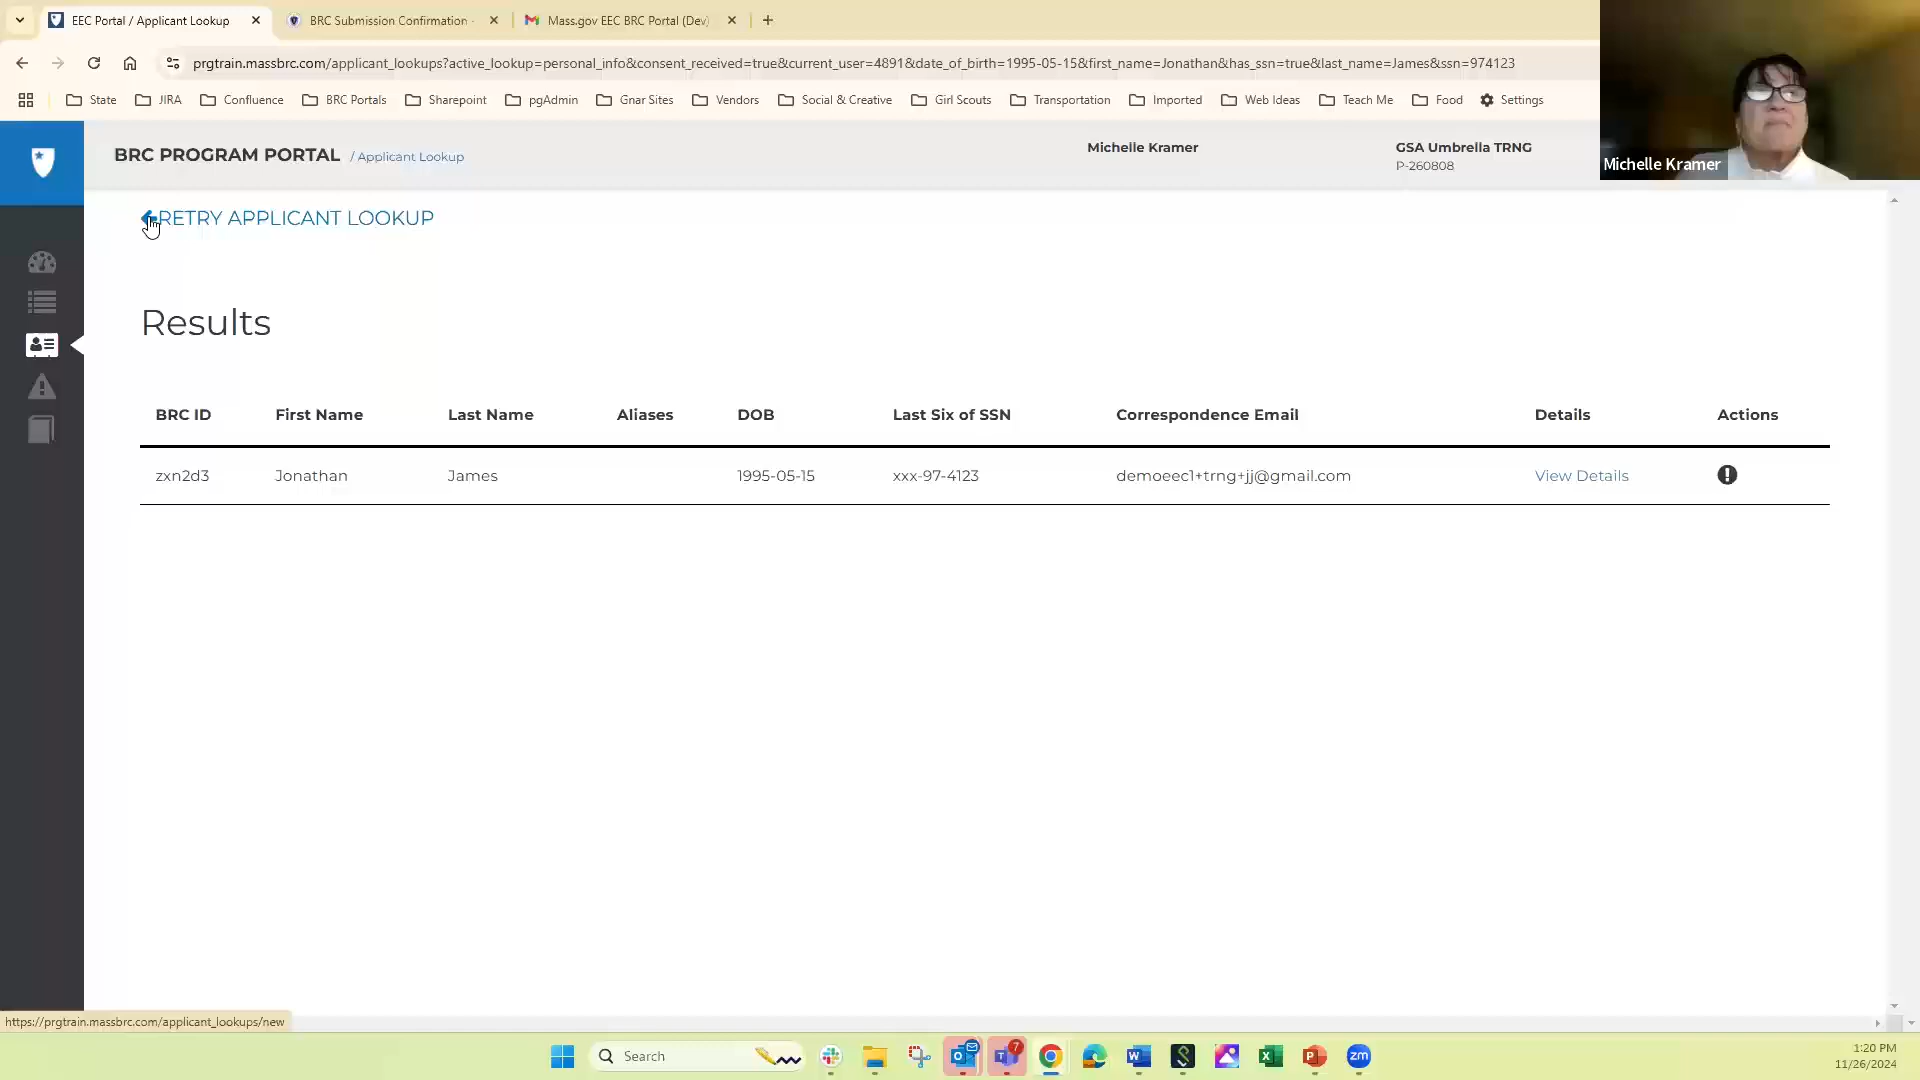 EEC Portal / Applicant Lookup
BRC Submission Confirmation -
Mass.gov EEC BRC Portal (Dev)
prgtrain.massbrc.com/applicant_lookups?active_lookup=personal_info&consent_received=true&current_user=4891&date_of_birth=1995-05-15&first_name=Jonathan&has_ssn=true&last_name=James&ssn=974123
State JIRA Confluence BRC Portals Sharepoint pgAdmin Gnar Sites Vendors Social & Creative Girl Scouts Transportation Imported Web Ideas Teach Me Food Settings
BRC PROGRAM PORTAL / Applicant Lookup
Michelle Kramer
GSA Umbrella TRNG
P-260808
Michelle Kramer
RETRY APPLICANT LOOKUP
Results
BRC ID First Name Last Name Aliases DOB Last Six of SSN Correspondence Email Details Actions
zxn2d3 Jonathan James 1995-05-15 xxx-97-4123 demoeec1+trng+jj@gmail.com View Details
https://prgtrain.massbrc.com/applicant_lookups/new
Search
7
1:20 PM
11/26/2024